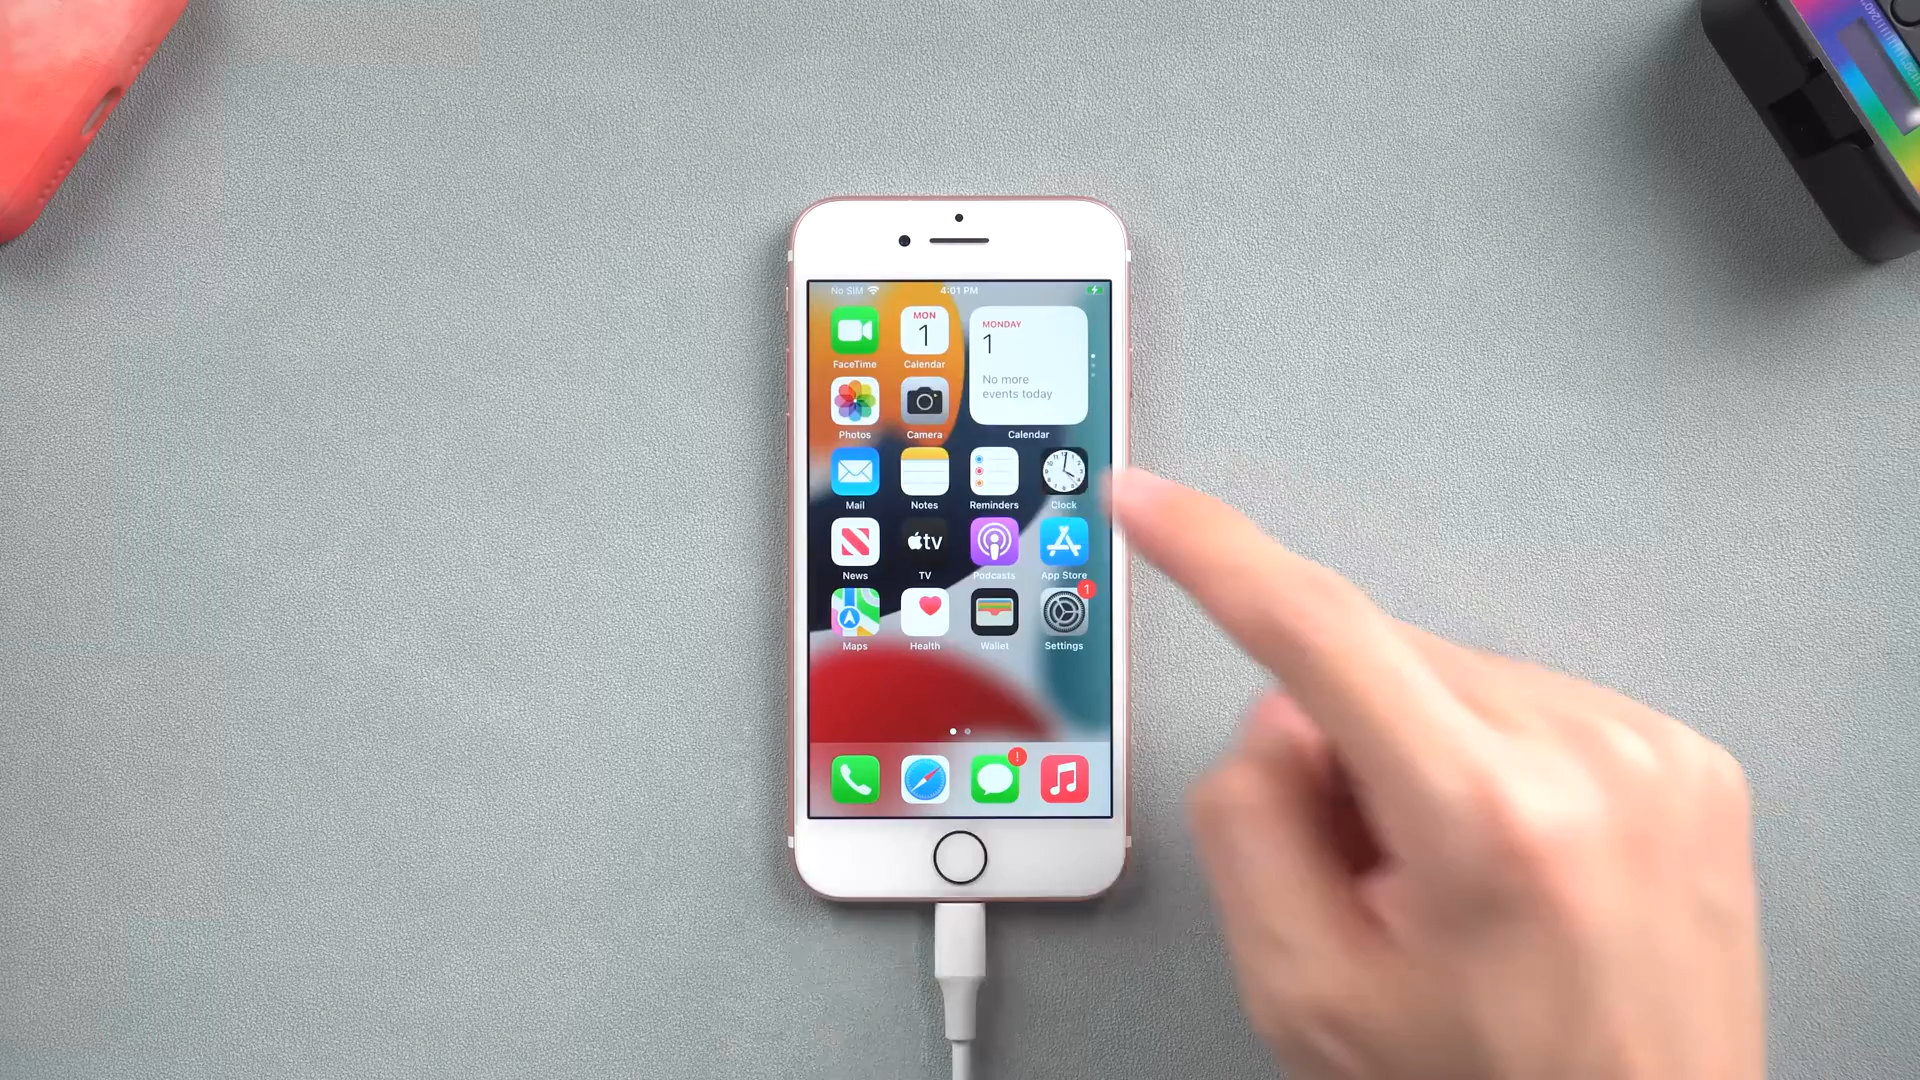 No SIM 4:01 PM
MON
1
MONDAY
1
No more
events today
FaceTime Calendar
Photos Camera Calendar
Mail Notes Reminders Clock
tv
News TV Podcasts App Store
1
Maps Health Wallet Settings
!